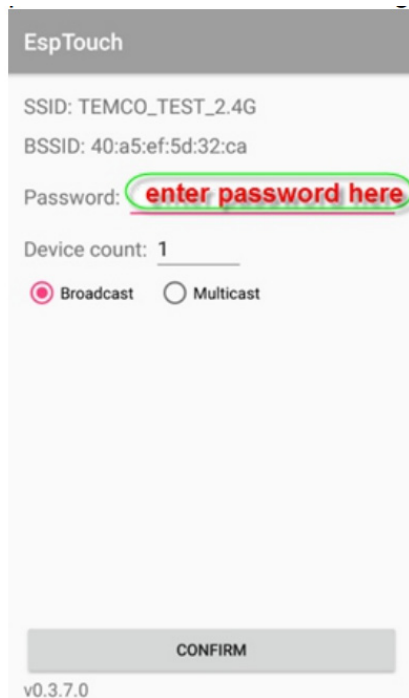 EspTouch
SSID: TEMCO_TEST_2.4G
BSSID: 40:a5:ef:5d:32:ca
Password: enter password here
Device count: 1
Broadcast Multicast
CONFIRM
v0.3.7.0